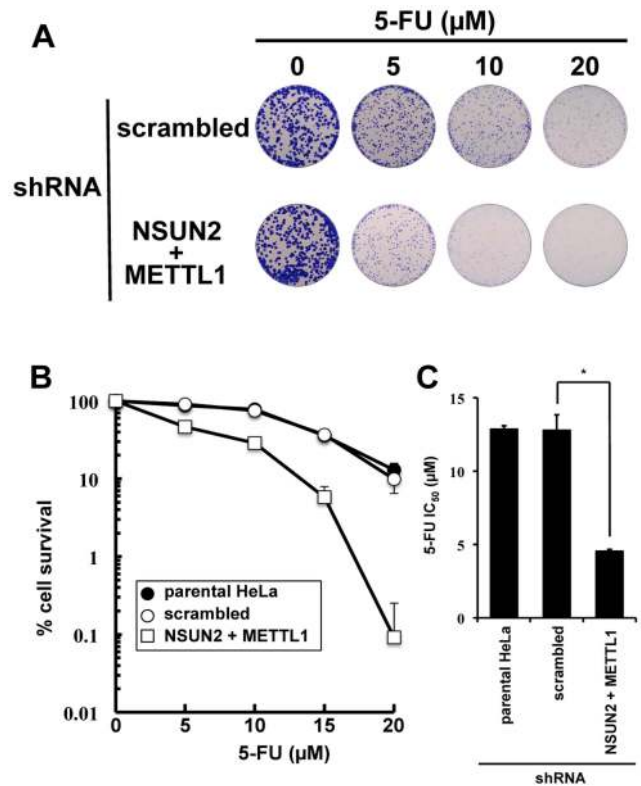 A
5-FU (μM)
0 5 10 20
scrambled
shRNA
NSUN2
+
METTL1
B
100
10
1
0.1
0.01
% cell survival
parental HeLa
scrambled
NSUN2 + METTL1
0 5 10 15 20
5-FU (μM)
C
*
15
10
5
0
5-FU IC50 (μM)
parental HeLa
scrambled
NSUN2 + METTL1
shRNA